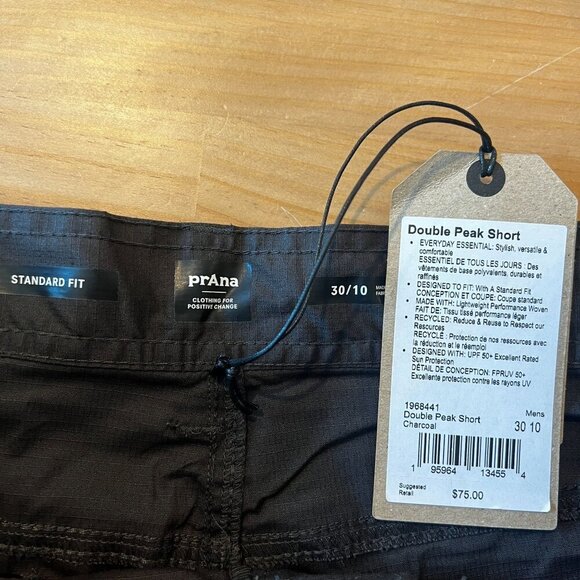 STANDARD FIT
prAna
CLOTHING FOR
POSITIVE CHANGE
30/10
Double Peak Short
• EVERYDAY ESSENTIAL: Stylish, versatile &
comfortable
ESSENTIEL DE TOUS LES JOURS : Des
vêtements de base polyvalents, durables et
raffinés
• DESIGNED TO FIT: With A Standard Fit
CONCEPTION ET COUPE: Coupe standard
• MADE WITH: Lightweight Performance Woven
FAIT DE: Tissu tissé performance léger
• RECYCLED: Reduce & Reuse to Respect our
Resources
RECYCLÉ : Protection de nos ressources avec
la réduction et le réemploi
• DESIGNED WITH: UPF 50+ Excellent Rated
Sun Protection
DÉTAIL DE CONCEPTION: FPRUV 50+
Excellente protection contre les rayons UV
1968441
Double Peak Short
Charcoal
Mens
30 10
1 95964 13455 4
Suggested
Retail
$75.00